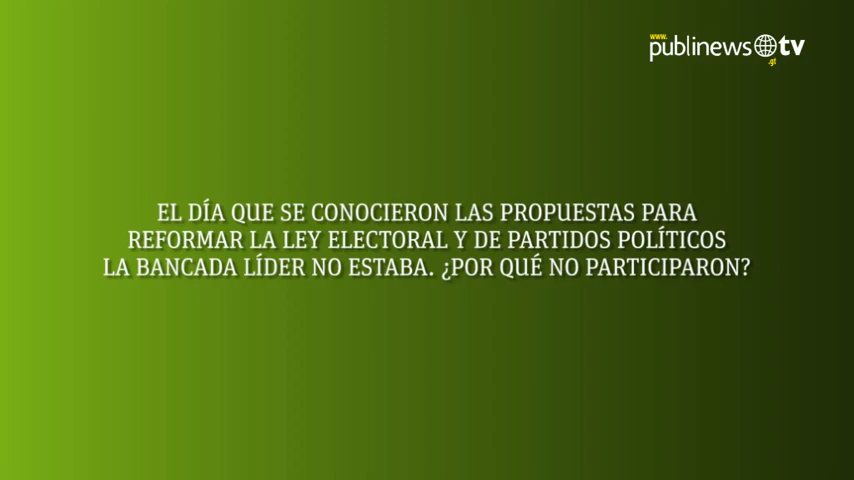 www.
publinews tv
.gt
EL DÍA QUE SE CONOCIERON LAS PROPUESTAS PARA
REFORMAR LA LEY ELECTORAL Y DE PARTIDOS POLÍTICOS
LA BANCADA LÍDER NO ESTABA. ¿POR QUÉ NO PARTICIPARON?